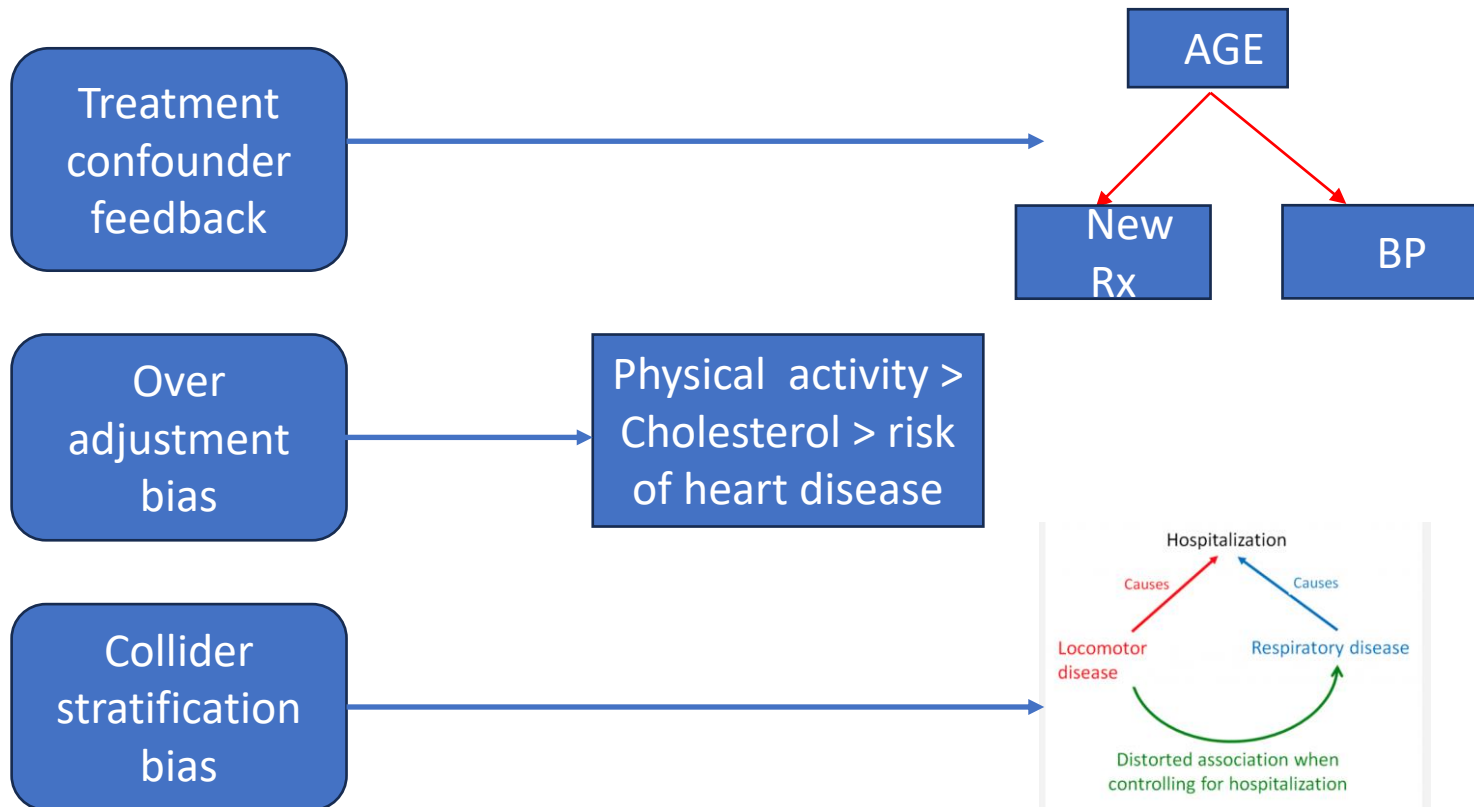 Treatment
confounder
feedback
AGE
New
Rx
BP
Over
adjustment
bias
Physical activity >
Cholesterol > risk
of heart disease
Collider
stratification
bias
Hospitalization
Causes
Causes
Locomotor
disease
Respiratory disease
Distorted association when
controlling for hospitalization